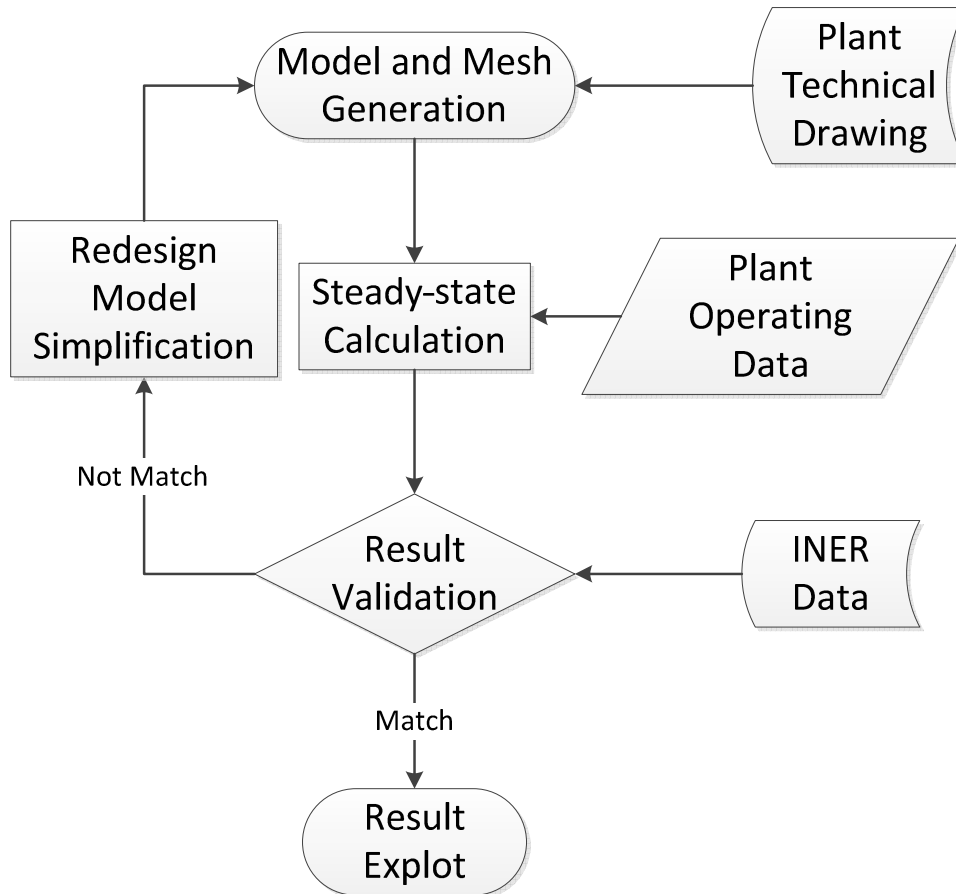 Model and Mesh
Generation
Plant
Technical
Drawing
Redesign
Model
Simplification
Steady-state
Calculation
Plant
Operating
Data
Not Match
Result
Validation
INER
Data
Match
Result
Explot